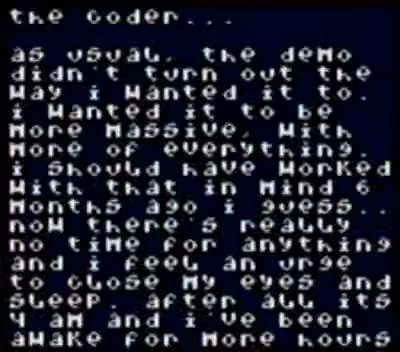 the coder...
as usual, the demo
didn't turn out the
way i wanted it to.
i wanted it to be
more massive, with
more of everything.
i should have worked
with that in mind 6
months ago i guess..
now there's really
no time for anything
and i feel an urge
to close my eyes and
sleep. after all its
4 am and i've been
awake for more hours